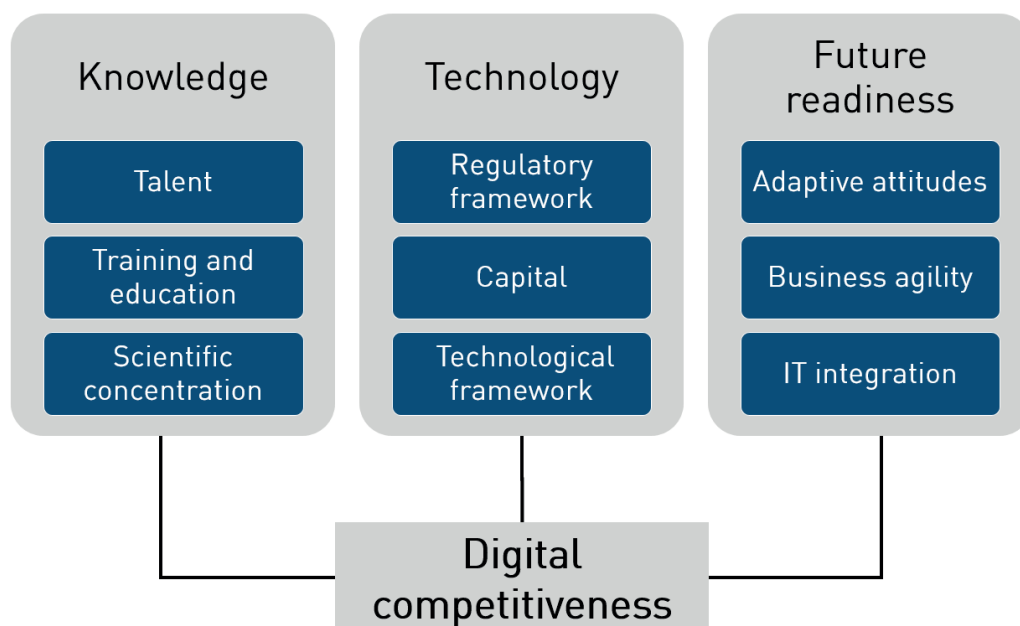 Knowledge
Talent
Training and
education
Scientific
concentration
Technology
Regulatory
framework
Capital
Technological
framework
Future
readiness
Adaptive attitudes
Business agility
IT integration
Digital
competitiveness